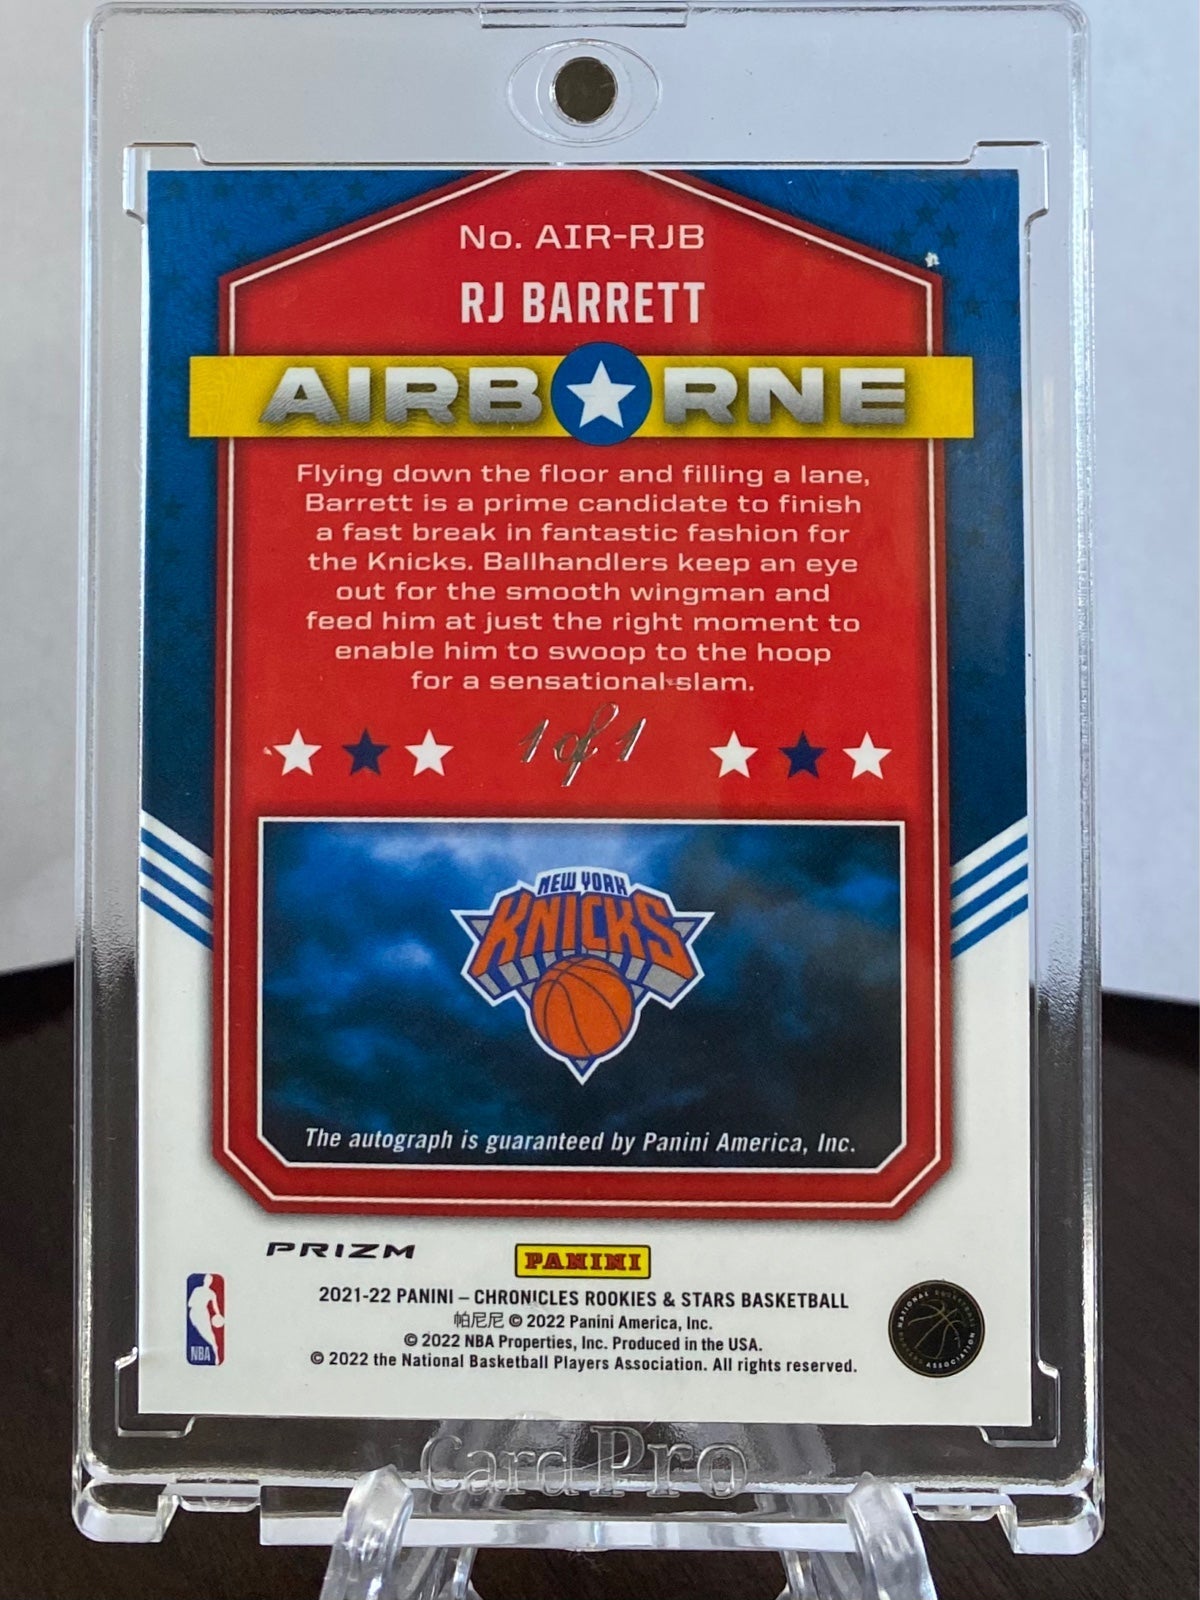 No. AIR-RJB
RJ BARRETT
AIRBORNE
Flying down the floor and filling a lane,
Barrett is a prime candidate to finish
a fast break in fantastic fashion for
the Knicks. Ballhandlers keep an eye
out for the smooth wingman and
feed him at just the right moment to
enable him to swoop to the hoop
for a sensational slam.
1 of 1
NEW YORK
KNICKS
The autograph is guaranteed by Panini America, Inc.
PRIZM
PANINI
2021-22 PANINI – CHRONICLES ROOKIES & STARS BASKETBALL
帕尼尼 © 2022 Panini America, Inc.
© 2022 NBA Properties, Inc. Produced in the USA.
© 2022 the National Basketball Players Association. All rights reserved.
NBA
NATIONAL BASKETBALL PLAYERS ASSOCIATION
Card Pro